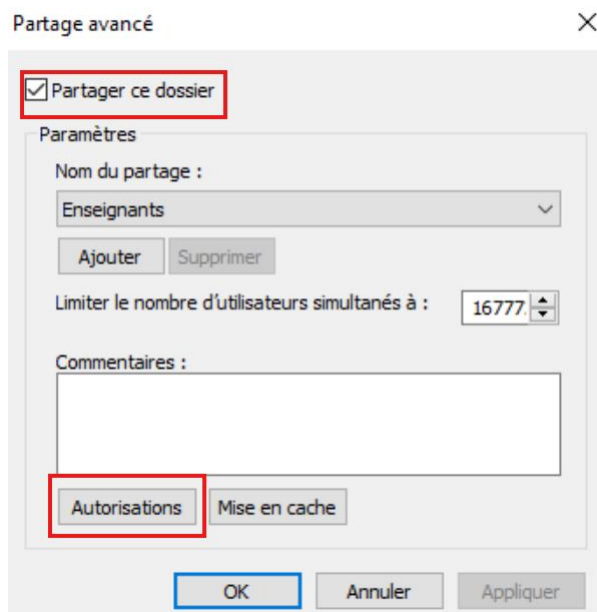 Partage avancé
Partager ce dossier
Paramètres
Nom du partage :
Enseignants
Ajouter Supprimer
Limiter le nombre d'utilisateurs simultanés à : 16777
Commentaires :
Autorisations Mise en cache
OK Annuler Appliquer